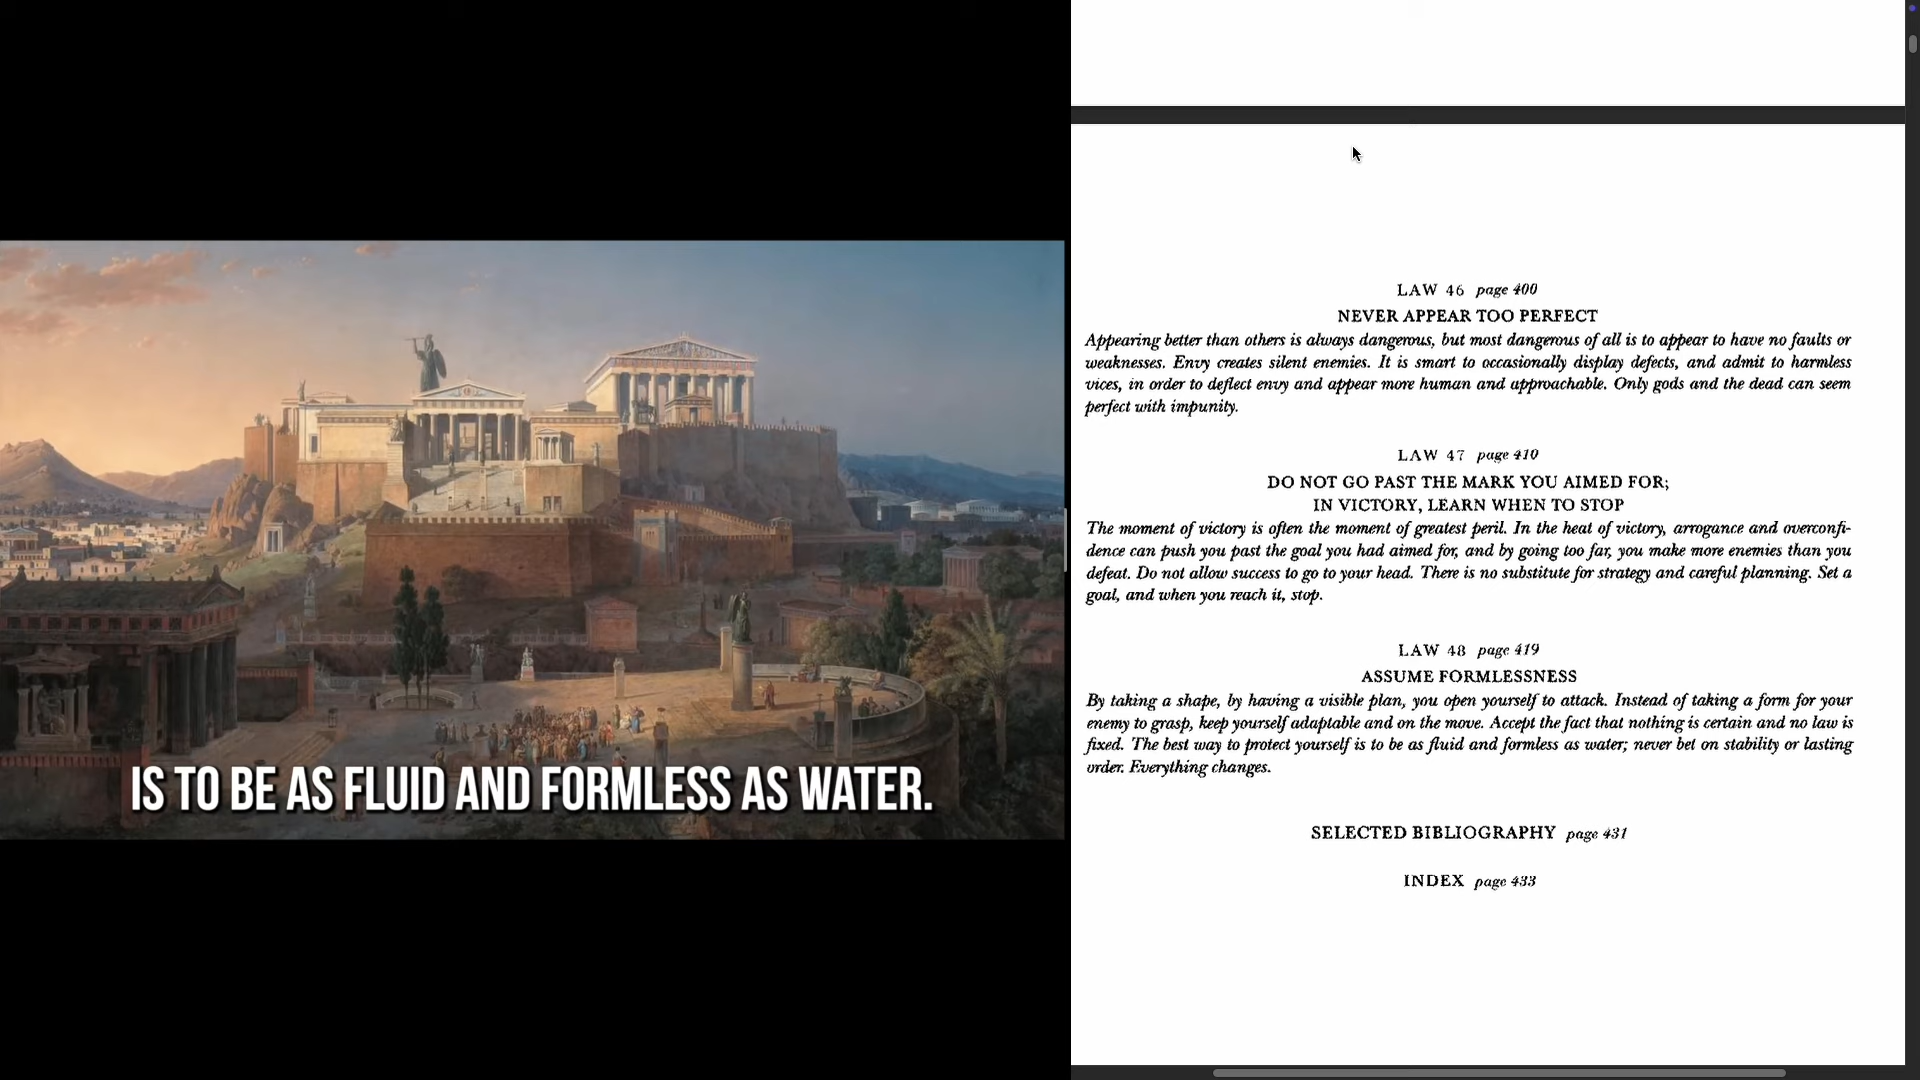 IS TO BE AS FLUID AND FORMLESS AS WATER.
LAW 46 page 400
NEVER APPEAR TOO PERFECT
Appearing better than others is always dangerous, but most dangerous of all is to appear to have no faults or
weaknesses. Envy creates silent enemies. It is smart to occasionally display defects, and admit to harmless
vices, in order to deflect envy and appear more human and approachable. Only gods and the dead can seem
perfect with impunity.
LAW 47 page 410
DO NOT GO PAST THE MARK YOU AIMED FOR;
IN VICTORY, LEARN WHEN TO STOP
The moment of victory is often the moment of greatest peril. In the heat of victory, arrogance and overconfi-
dence can push you past the goal you had aimed for, and by going too far, you make more enemies than you
defeat. Do not allow success to go to your head. There is no substitute for strategy and careful planning. Set a
goal, and when you reach it, stop.
LAW 48 page 419
ASSUME FORMLESSNESS
By taking a shape, by having a visible plan, you open yourself to attack. Instead of taking a form for your
enemy to grasp, keep yourself adaptable and on the move. Accept the fact that nothing is certain and no law is
fixed. The best way to protect yourself is to be as fluid and formless as water; never bet on stability or lasting
order. Everything changes.
SELECTED BIBLIOGRAPHY page 431
INDEX page 433